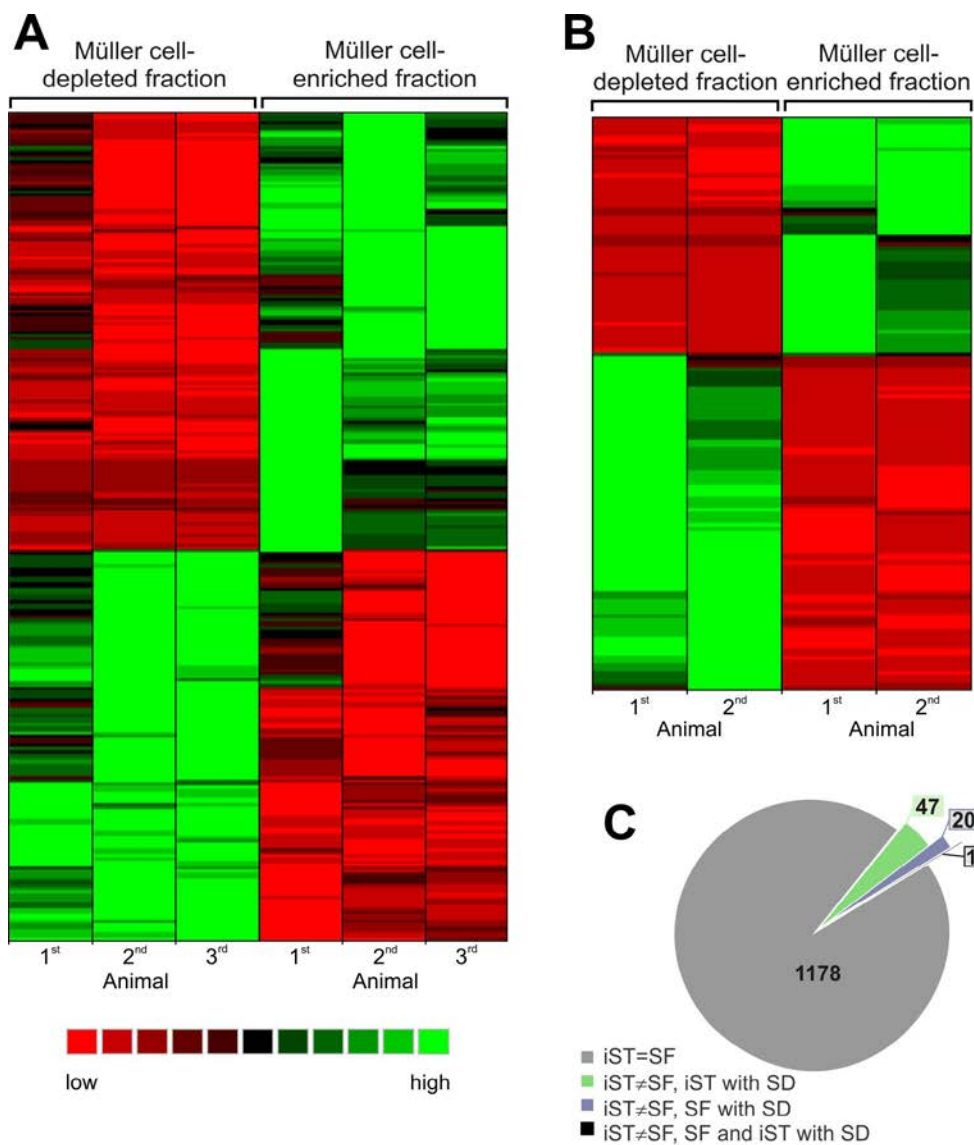 A
Müller cell-
depleted fraction
Müller cell-
enriched fraction
1st
2nd
3rd
1st
2nd
3rd
Animal
Animal
low
high
B
Müller cell-
depleted fraction
Müller cell-
enriched fraction
1st
2nd
1st
2nd
Animal
Animal
C
47
20
1
1178
iST=SF
iST≠SF, iST with SD
iST≠SF, SF with SD
iST≠SF, SF and iST with SD